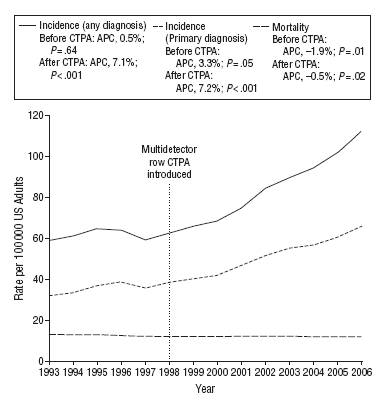 Incidence (any diagnosis)
Before CTPA: APC, 0.5%;
P=.64
After CTPA: APC, 7.1%;
P<.001
Incidence
(Primary diagnosis)
Before CTPA:
APC, 3.3%; P=.05
After CTPA:
APC, 7.2%; P<.001
Mortality
Before CTPA:
APC, –1.9%; P=.01
After CTPA:
APC, –0.5%; P=.02
120
100
80
60
40
20
0
Rate per 100 000 US Adults
Multidetector
row CTPA
introduced
1993 1994 1995 1996 1997 1998 1999 2000 2001 2002 2003 2004 2005 2006
Year